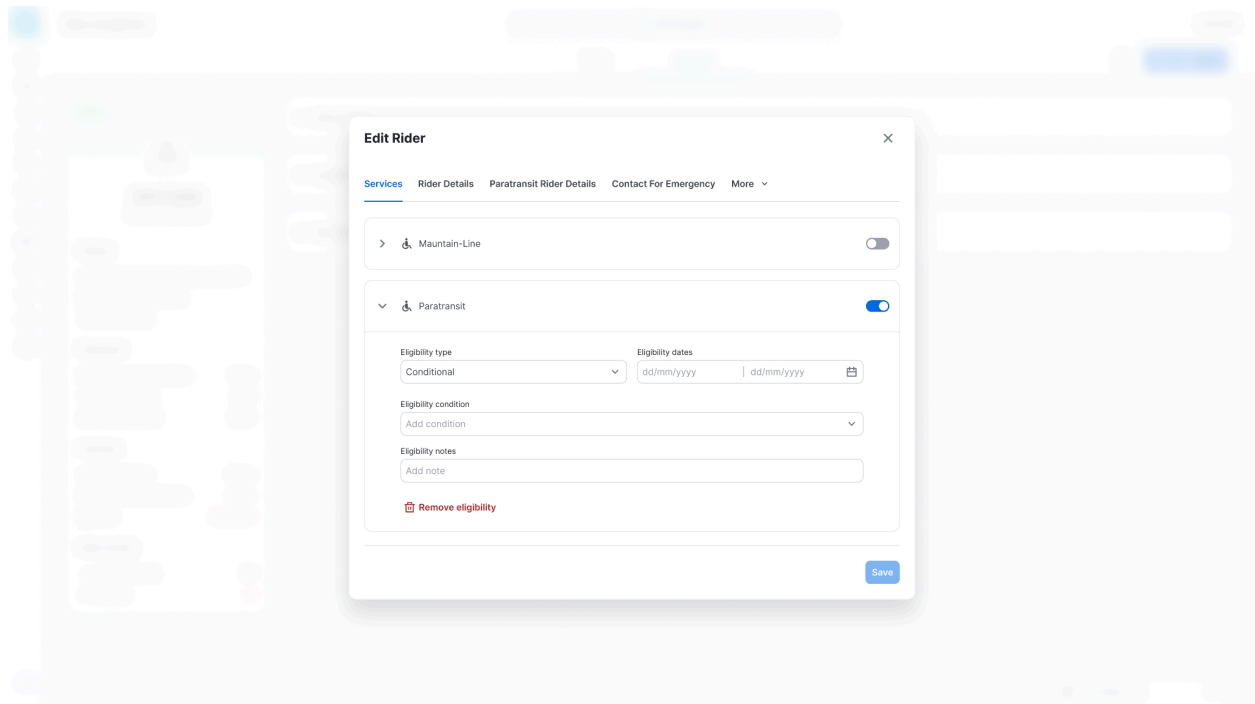 Edit Rider
Services Rider Details Paratransit Rider Details Contact For Emergency More
Mauntain-Line
Paratransit
Eligibility type Eligibility dates
Conditional dd/mm/yyyy | dd/mm/yyyy
Eligibility condition
Add condition
Eligibility notes
Add note
Remove eligibility
Save